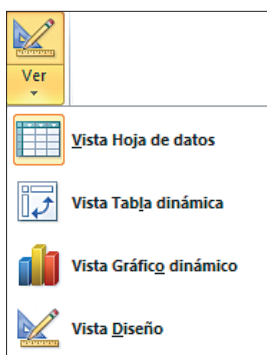 Ver
Vista Hoja de datos
Vista Tabla dinámica
Vista Gráfico dinámico
Vista Diseño